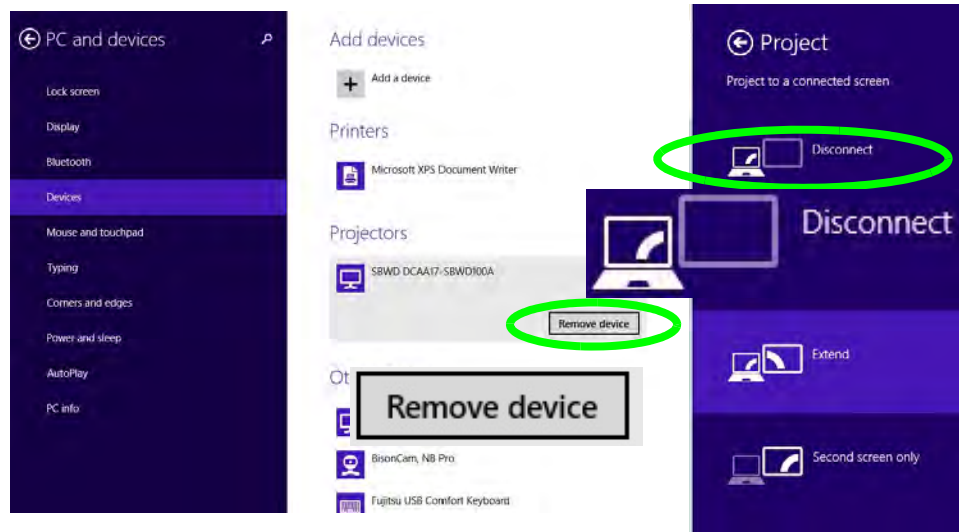 PC and devices
Lock screen
Display
Bluetooth
Devices
Mouse and touchpad
Typing
Corners and edges
Power and sleep
AutoPlay
PC info
Add devices
Add a device
Printers
Microsoft XPS Document Writer
Projectors
SBWD DCAA17-SBWD100A
Remove device
Ot
Remove device
BisonCam, NB Pro
Fujitsu USB Comfort Keyboard
Project
Project to a connected screen
Disconnect
Disconnect
Extend
Second screen only